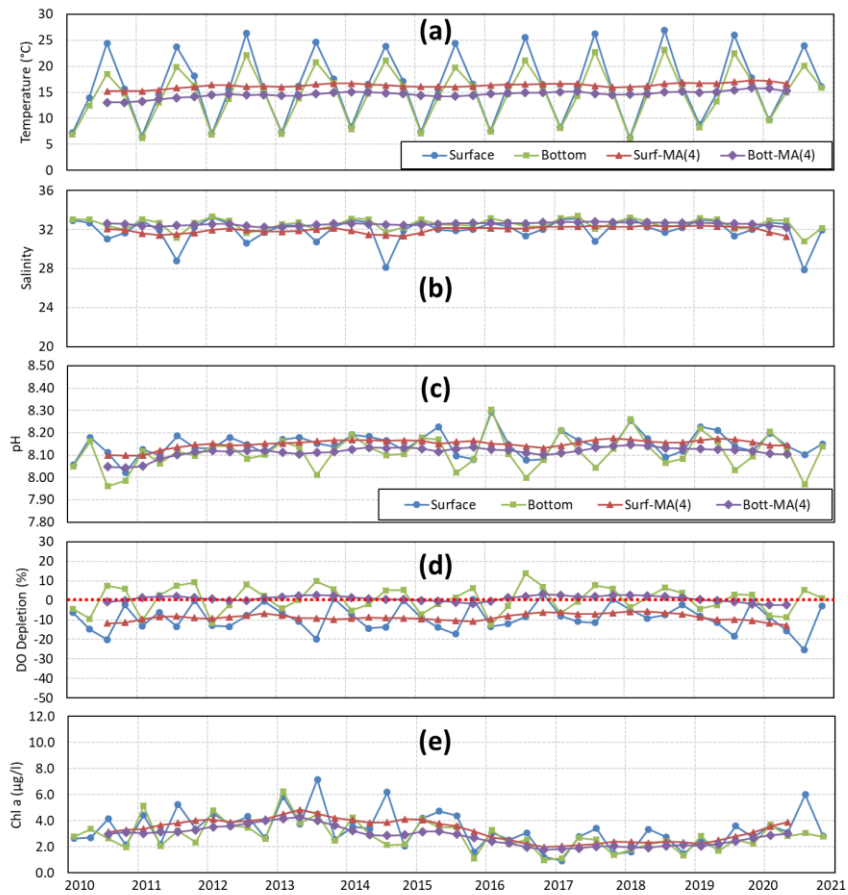 (a)
Temperature (°C)
30
25
20
15
10
5
0
Surface Bottom Surf-MA(4) Bott-MA(4)
(b)
Salinity
36
32
28
24
20
(c)
pH
8.50
8.40
8.30
8.20
8.10
8.00
7.90
7.80
Surface Bottom Surf-MA(4) Bott-MA(4)
(d)
DO Depletion (%)
30
20
10
0
-10
-20
-30
-40
-50
(e)
Chl a (µg/l)
12.0
10.0
8.0
6.0
4.0
2.0
0.0
2010 2011 2012 2013 2014 2015 2016 2017 2018 2019 2020 2021